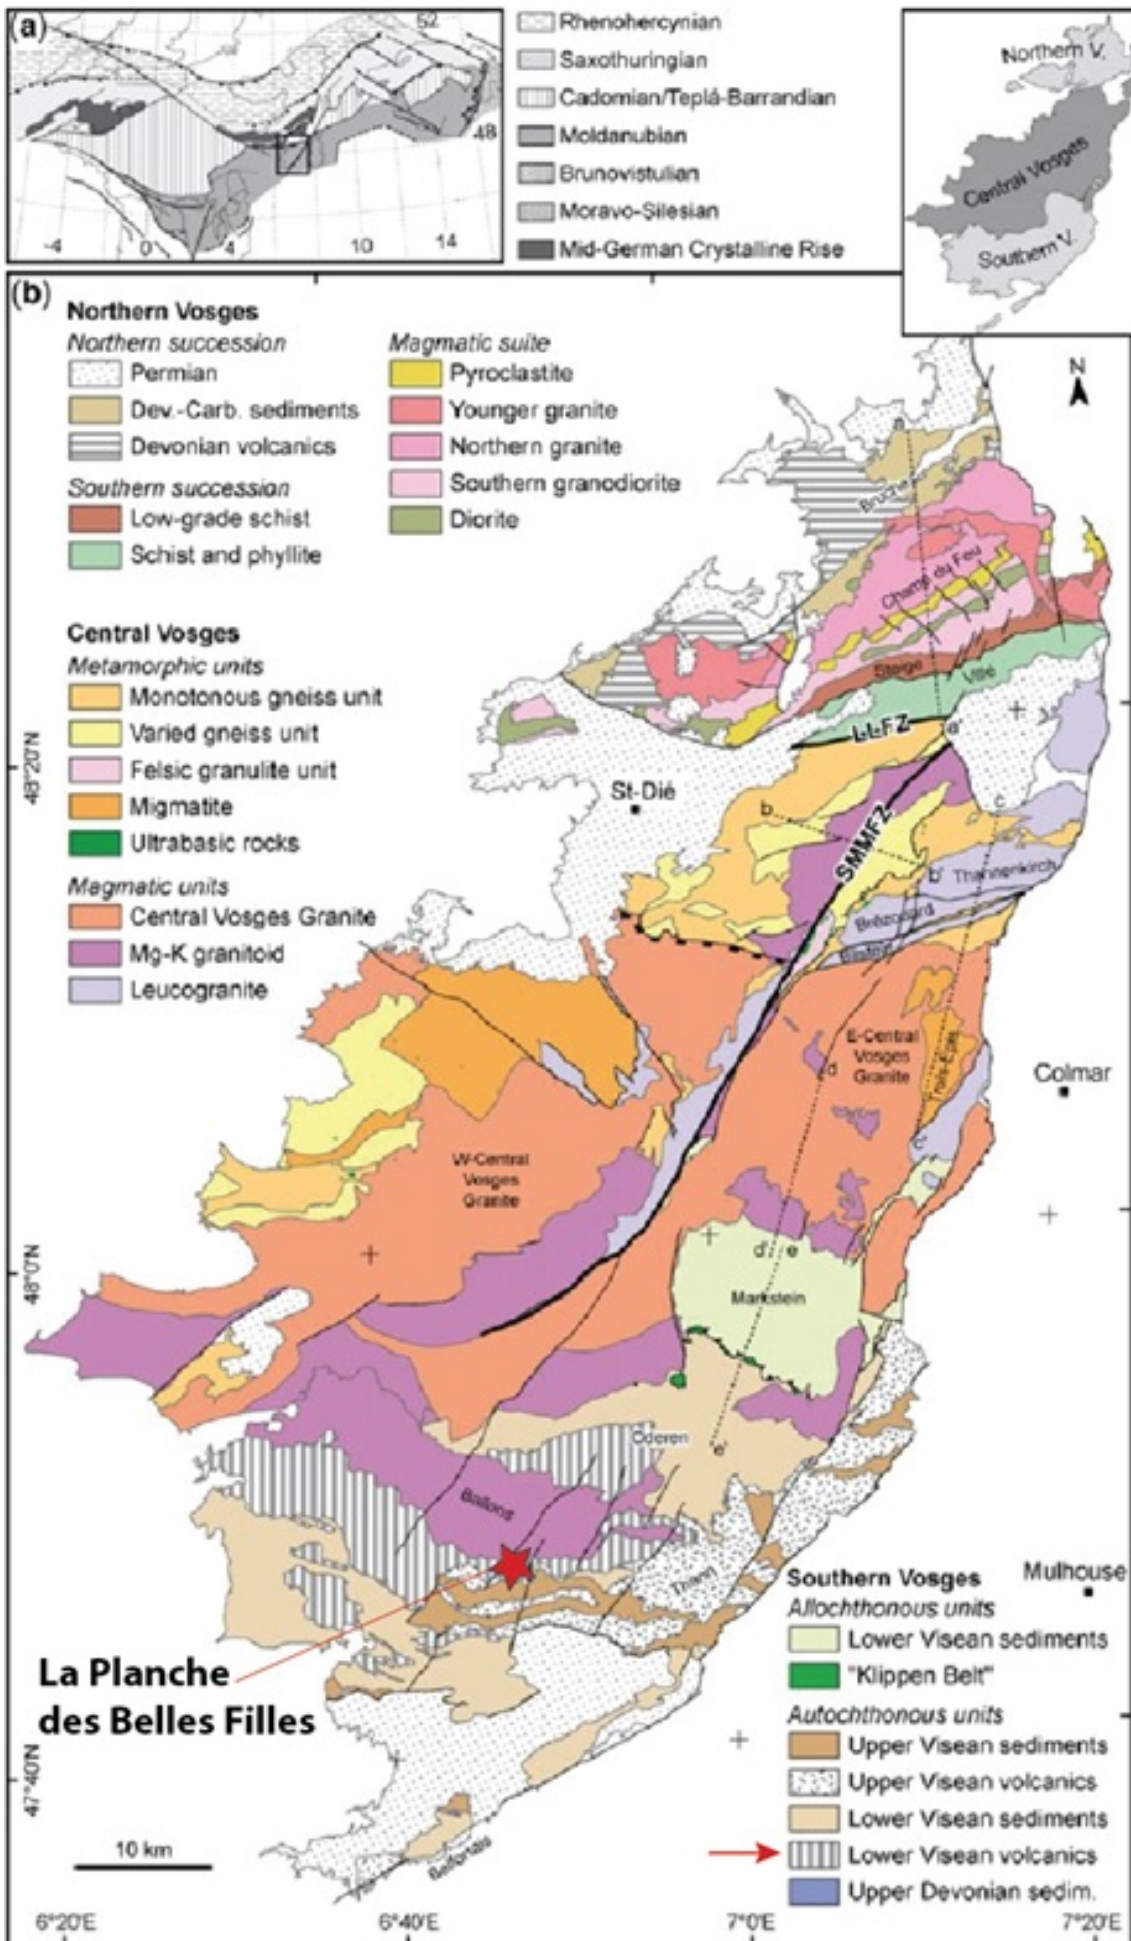 (a)
52
48
-4
0
4
10
14
Rhenohercynian
Saxothuringian
Cadomian/Teplá-Barrandian
Moldanubian
Brunovistulian
Moravo-Silesian
Mid-German Crystalline Rise
Northern V.
Central Vosges
Southern V.
(b)
Northern Vosges
Northern succession
Permian
Dev.-Carb. sediments
Devonian volcanics
Southern succession
Low-grade schist
Schist and phyllite
Magmatic suite
Pyroclastite
Younger granite
Northern granite
Southern granodiorite
Diorite
Central Vosges
Metamorphic units
Monotonous gneiss unit
Varied gneiss unit
Felsic granulite unit
Migmatite
Ultrabasic rocks
Magmatic units
Central Vosges Granite
Mg-K granitoid
Leucogranite
N
a
Bruche
Champ du Feu
Steige
Villé
LLFZ
a'
St-Dié
b
SMMFZ
c
b'
Thannenkirch
Brézouard
Bilstein
E-Central
Vosges
Granite
Trois-Epis
d
Colmar
c'
W-Central
Vosges
Granite
d'
e
Markstein
Oderen
e'
Ballons
Thann
Mulhouse
La Planche
des Belles Filles
Southern Vosges
Allochthonous units
Lower Visean sediments
"Klippen Belt"
Autochthonous units
Upper Visean sediments
Upper Visean volcanics
Lower Visean sediments
Lower Visean volcanics
Upper Devonian sedim.
10 km
48°20'N
48°0'N
47°40'N
6°20'E
6°40'E
7°0'E
7°20'E